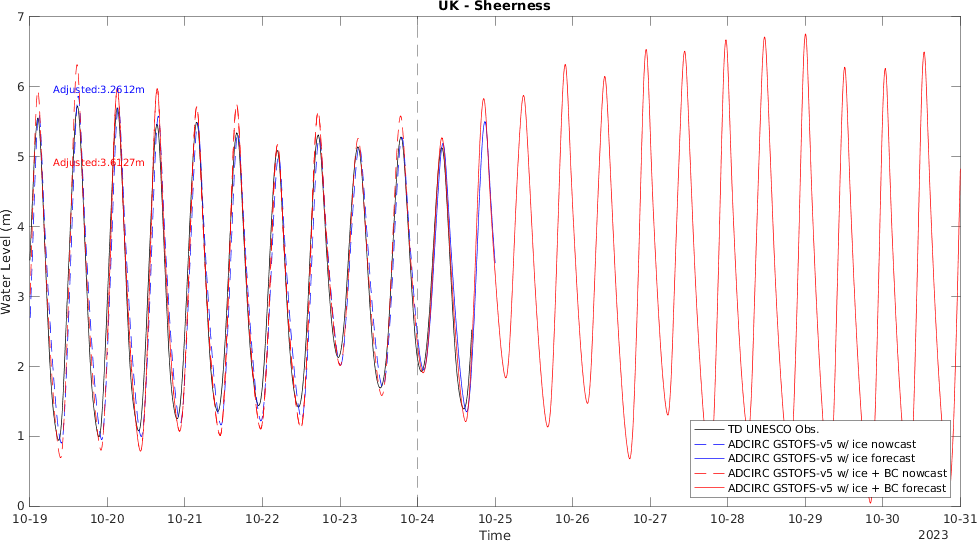 UK - Sheerness
7
6
5
4
3
2
1
0
Water Level (m)
Adjusted:3.2612m
Adjusted:3.6127m
TD UNESCO Obs.
ADCIRC GSTOFS-v5 w/ ice nowcast
ADCIRC GSTOFS-v5 w/ ice forecast
ADCIRC GSTOFS-v5 w/ ice + BC nowcast
ADCIRC GSTOFS-v5 w/ ice + BC forecast
10-19 10-20 10-21 10-22 10-23 10-24 10-25 10-26 10-27 10-28 10-29 10-30 10-31
Time
2023